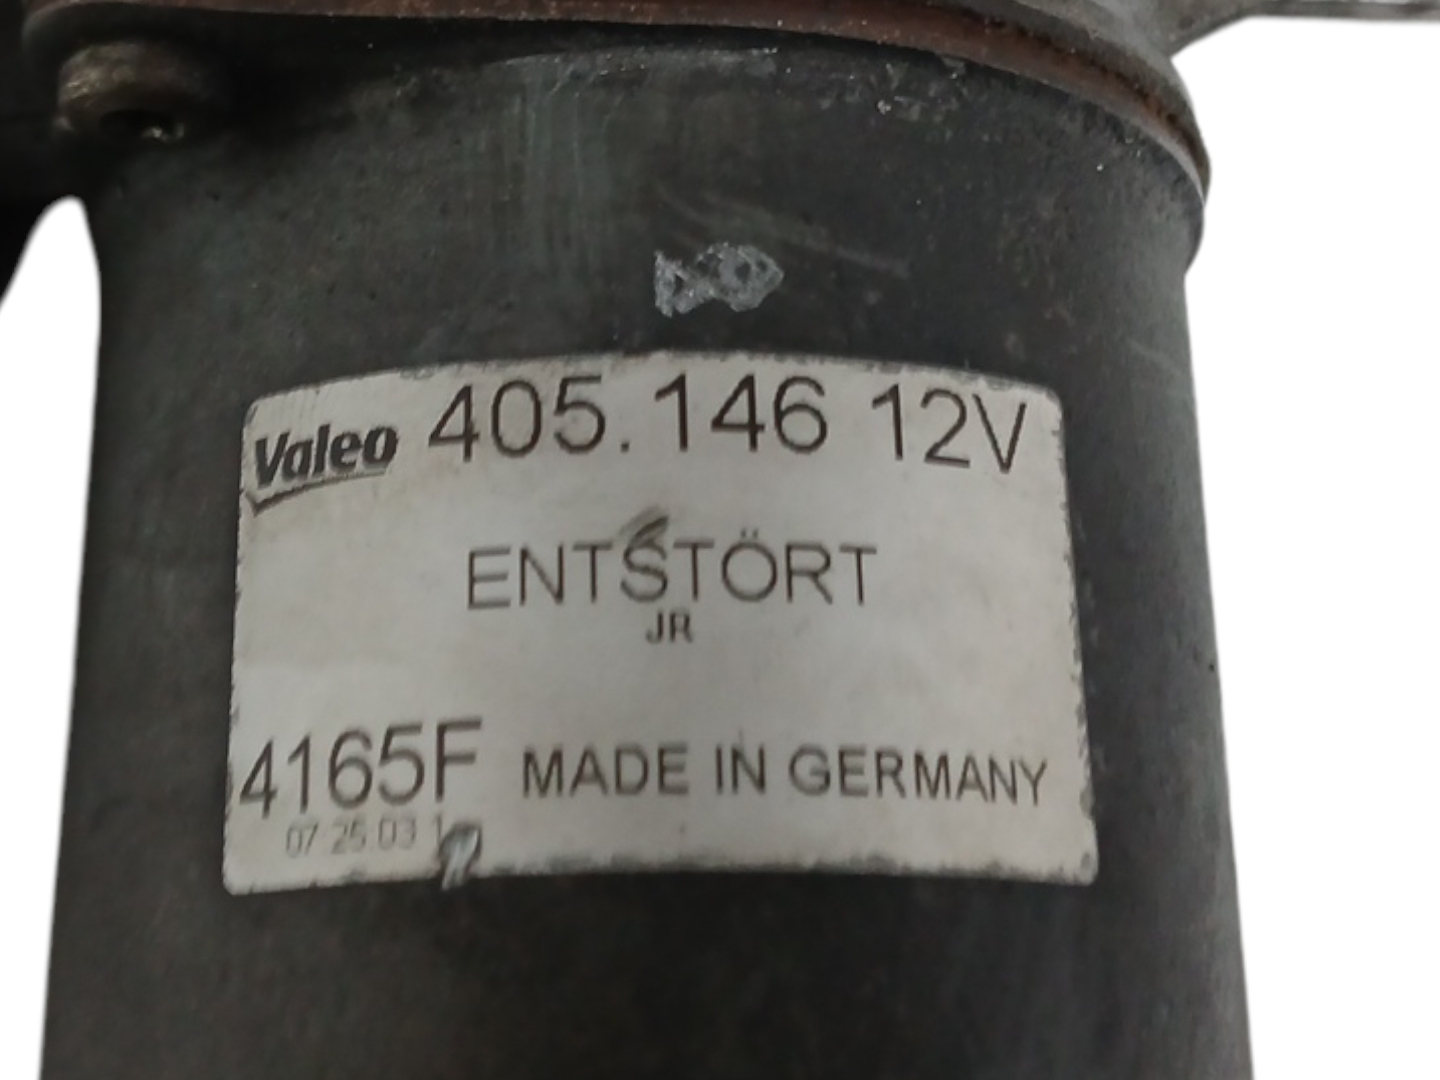 Valeo 405.146 12V
ENTSTÖRT
JR
4165F MADE IN GERMANY
07 25 03 1